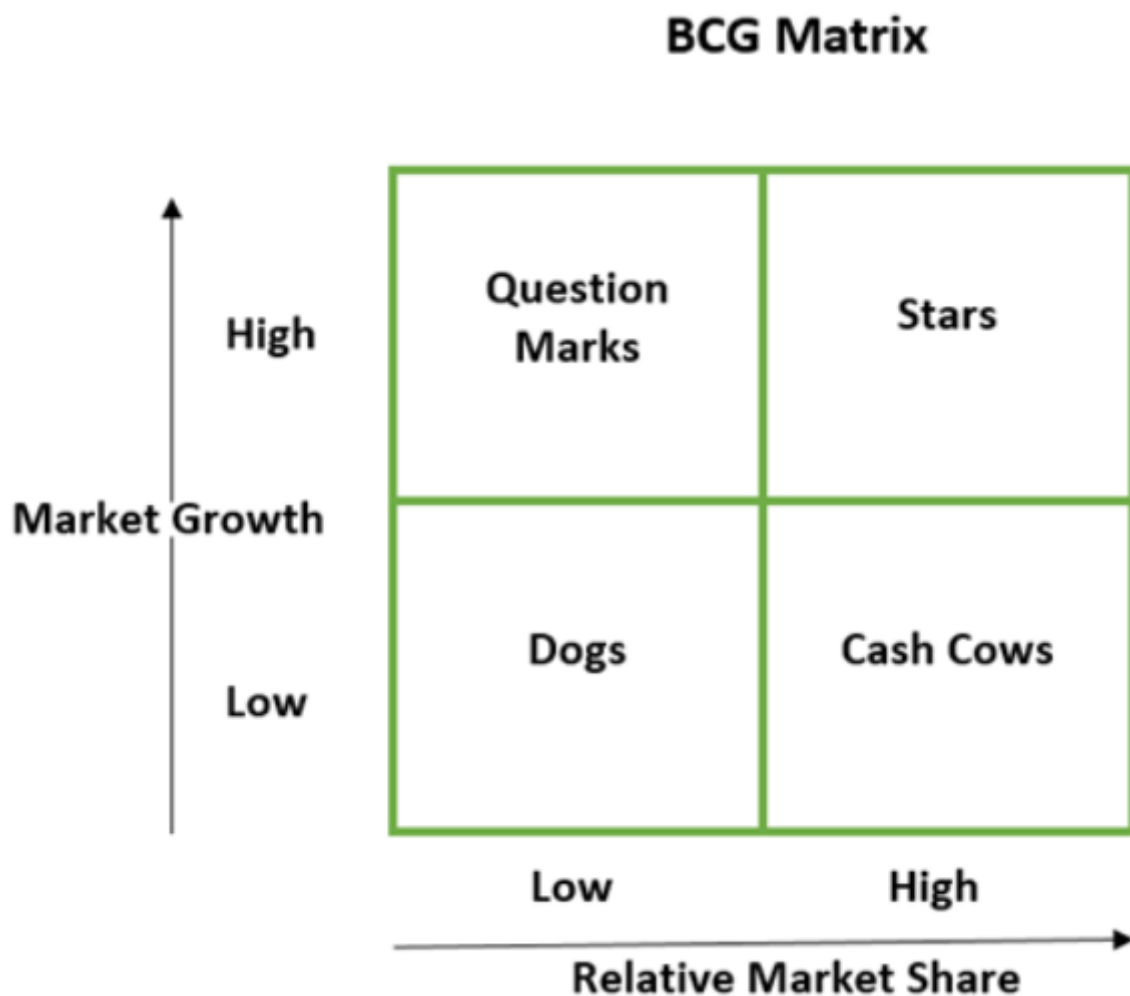 BCG Matrix
Question
Marks
Stars
High
Market Growth
Dogs
Cash Cows
Low
Low
High
Relative Market Share